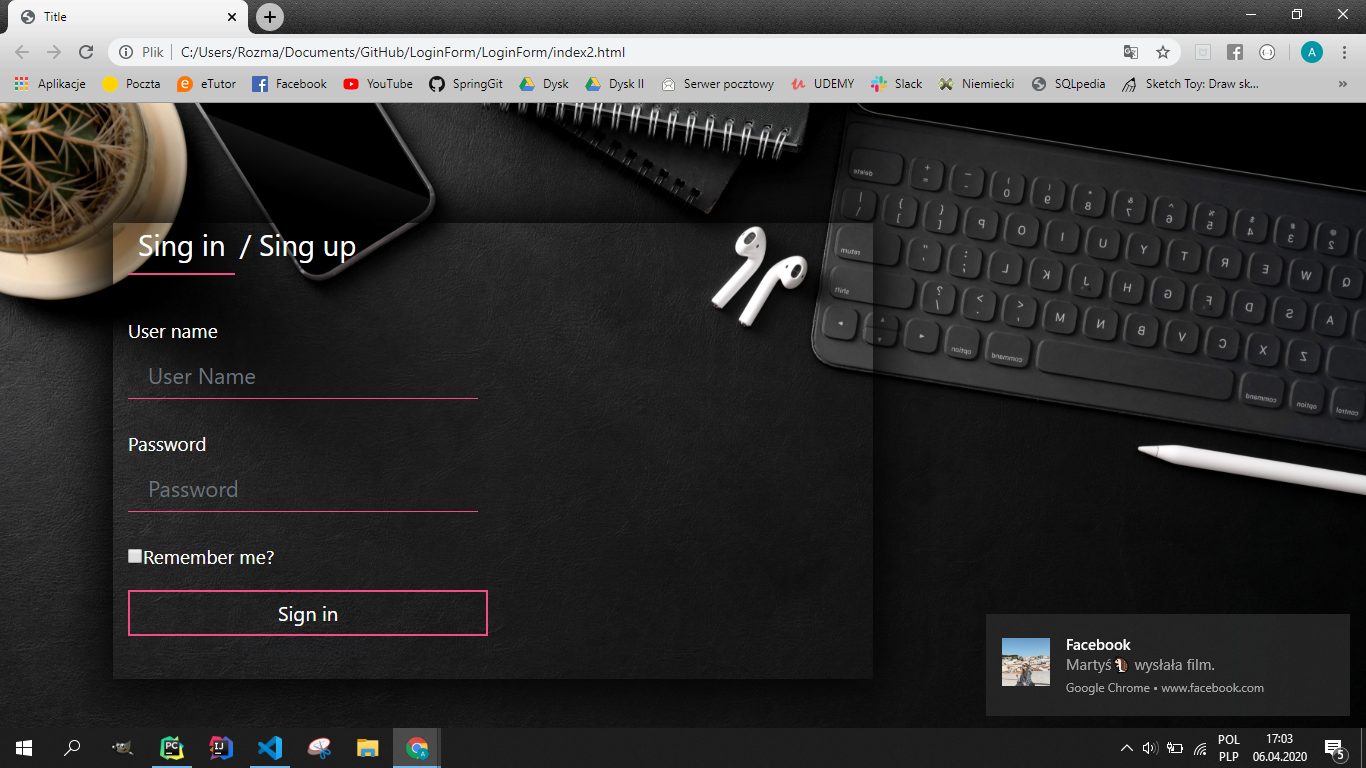 Title
Plik C:/Users/Rozma/Documents/GitHub/LoginForm/LoginForm/index2.html A
Aplikacje Poczta eTutor Facebook YouTube SpringGit Dysk Dysk II Serwer pocztowy UDEMY Slack Niemiecki SQLpedia Sketch Toy: Draw sk... »
Sing in / Sing up
User name
User Name
Password
Password
Remember me?
Sign in
Facebook
Martyś wysłała film.
Google Chrome • www.facebook.com
POL 17:03
PLP 06.04.2020 5